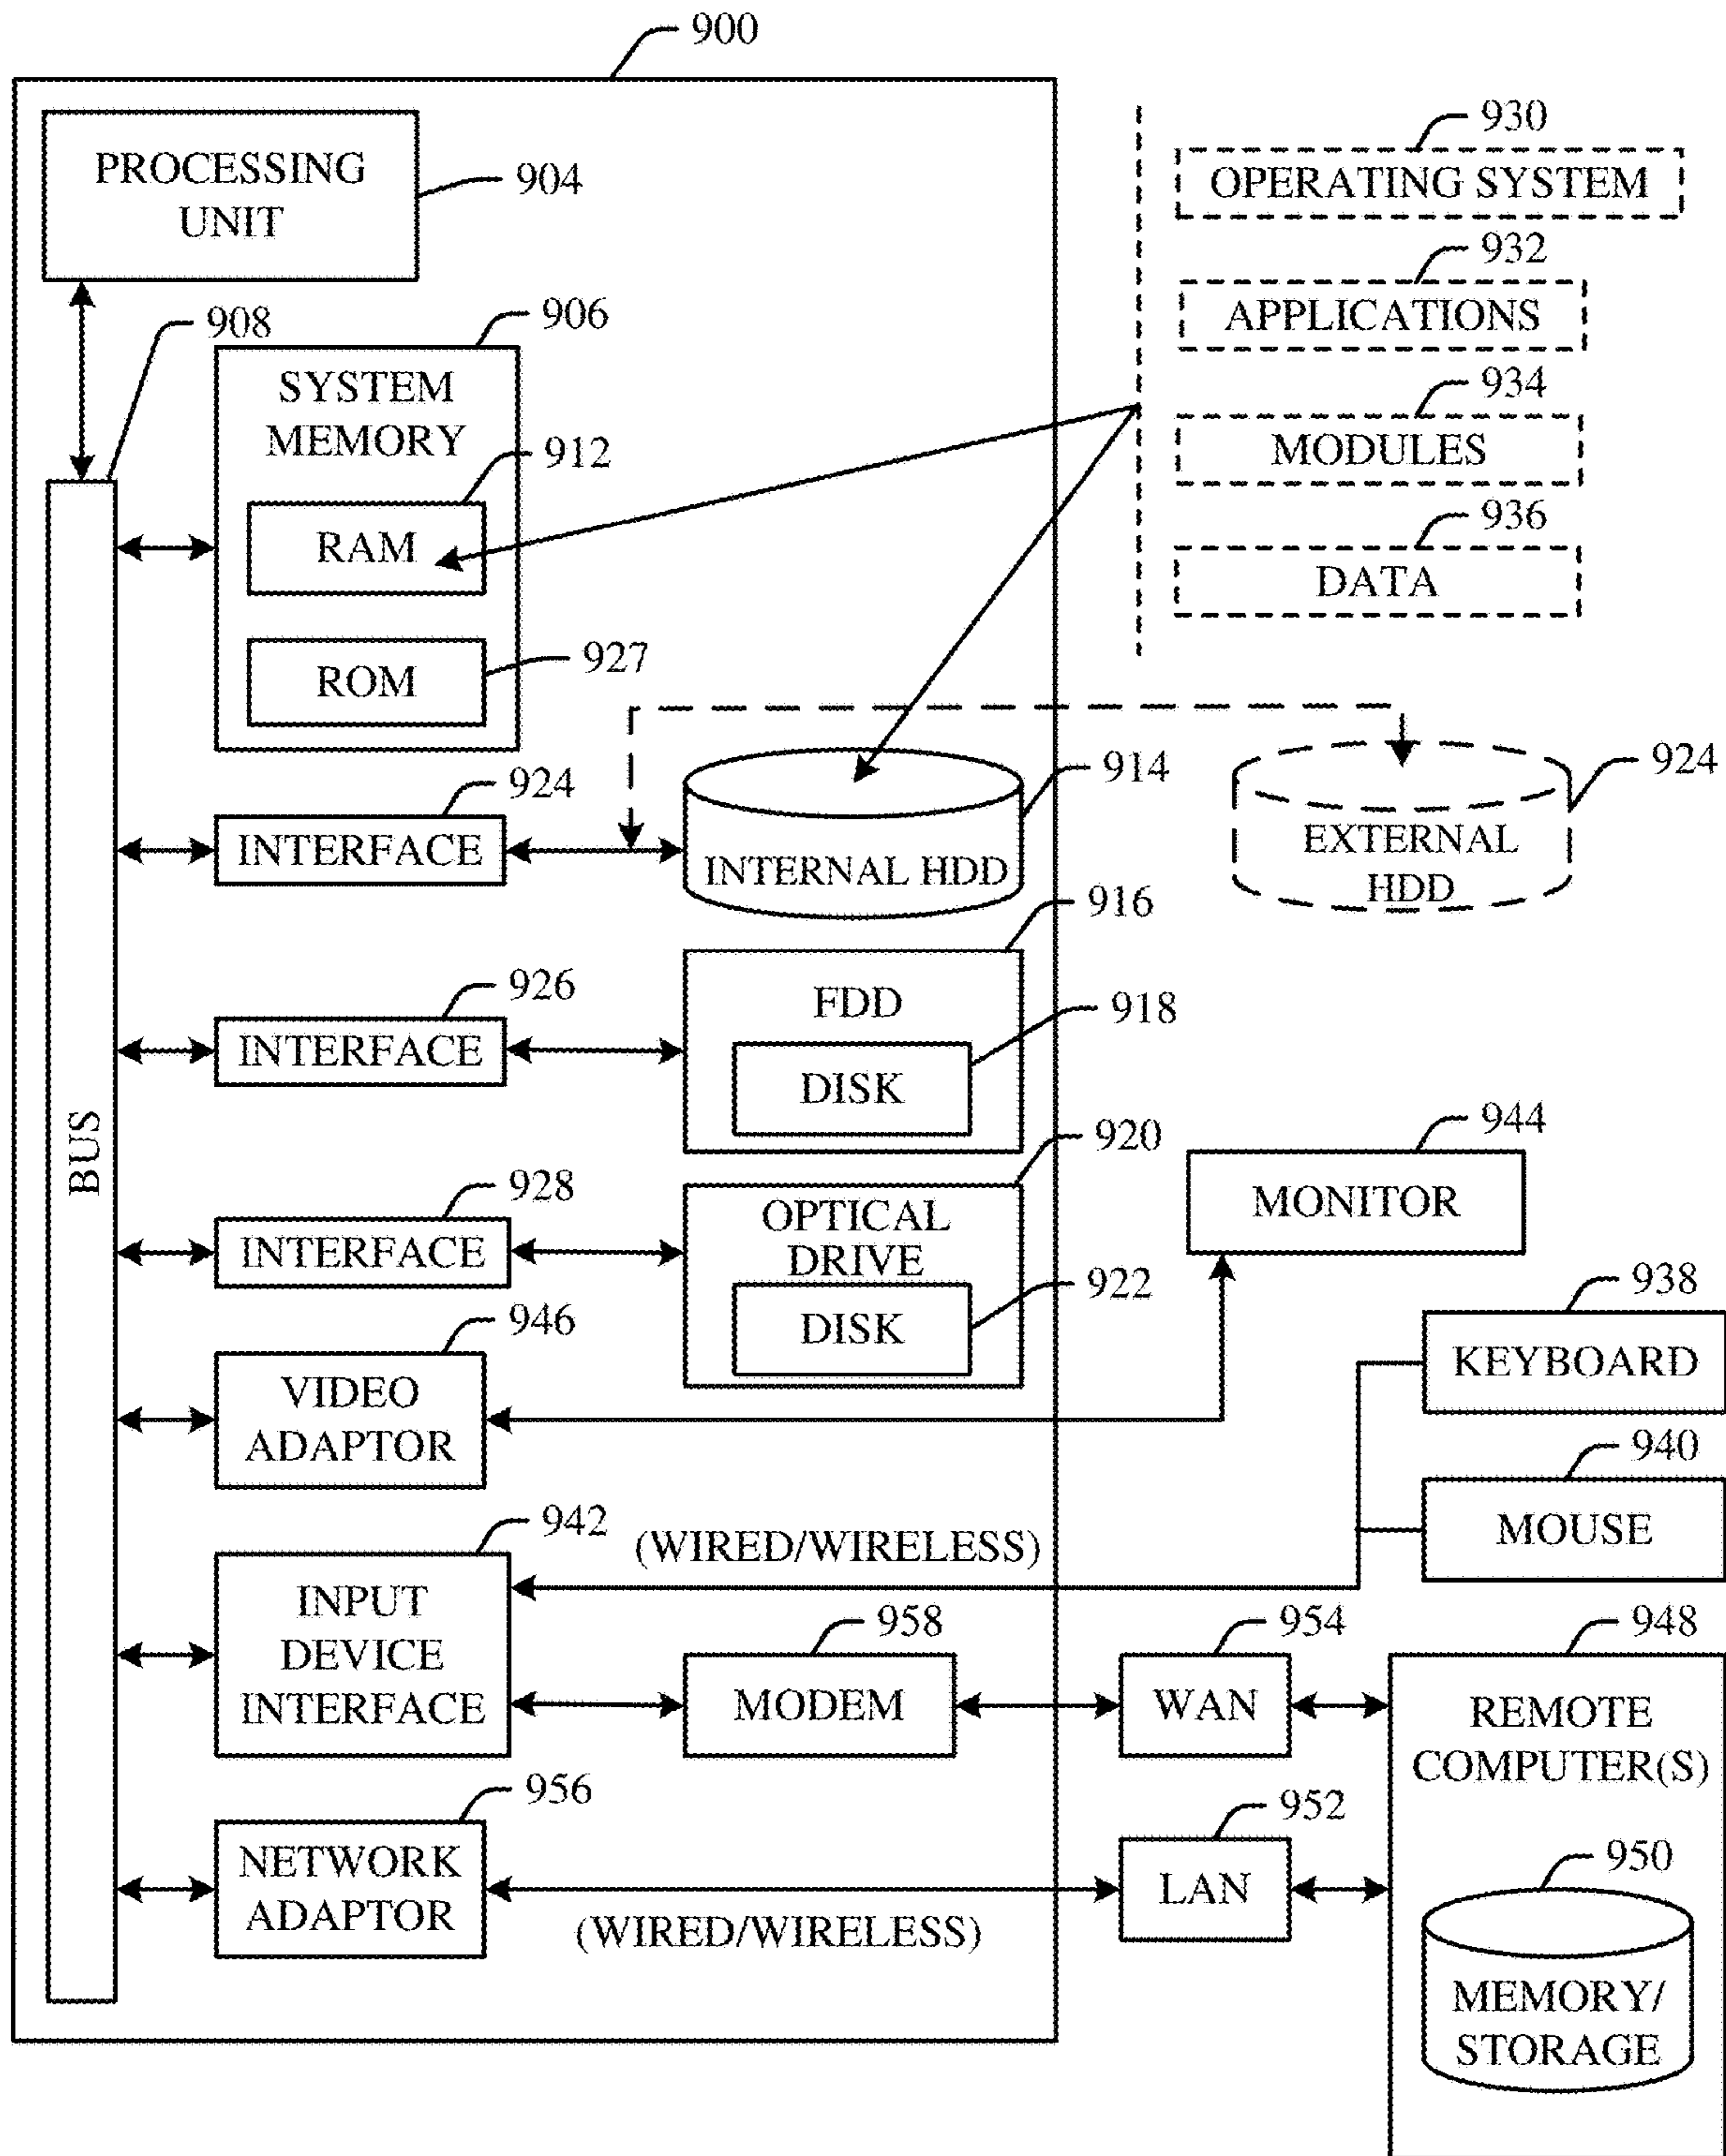 900
PROCESSING
UNIT
904
930
OPERATING SYSTEM
932
APPLICATIONS
934
MODULES
936
DATA
908
906
SYSTEM
MEMORY
912
RAM
927
ROM
924
INTERFACE
914
INTERNAL HDD
924
EXTERNAL
HDD
916
FDD
918
DISK
926
INTERFACE
BUS
920
OPTICAL
DRIVE
922
DISK
928
INTERFACE
944
MONITOR
946
VIDEO
ADAPTOR
938
KEYBOARD
940
MOUSE
942
INPUT
DEVICE
INTERFACE
(WIRED/WIRELESS)
958
MODEM
954
WAN
948
REMOTE
COMPUTER(S)
956
NETWORK
ADAPTOR
(WIRED/WIRELESS)
952
LAN
950
MEMORY/
STORAGE